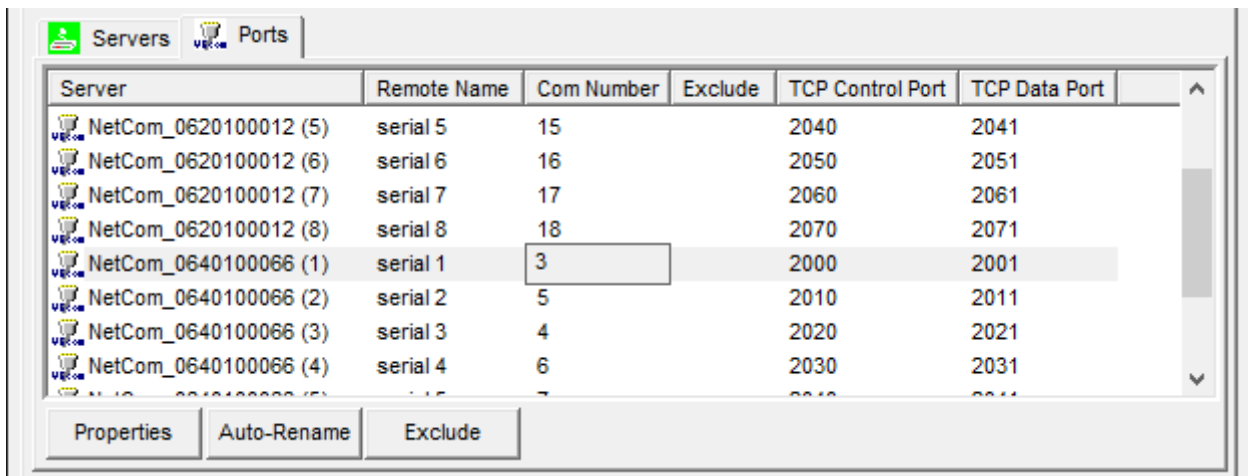 Servers Ports
Server Remote Name Com Number Exclude TCP Control Port TCP Data Port
NetCom_0620100012 (5) serial 5 15 2040 2041
NetCom_0620100012 (6) serial 6 16 2050 2051
NetCom_0620100012 (7) serial 7 17 2060 2061
NetCom_0620100012 (8) serial 8 18 2070 2071
NetCom_0640100066 (1) serial 1 3 2000 2001
NetCom_0640100066 (2) serial 2 5 2010 2011
NetCom_0640100066 (3) serial 3 4 2020 2021
NetCom_0640100066 (4) serial 4 6 2030 2031
Properties Auto-Rename Exclude